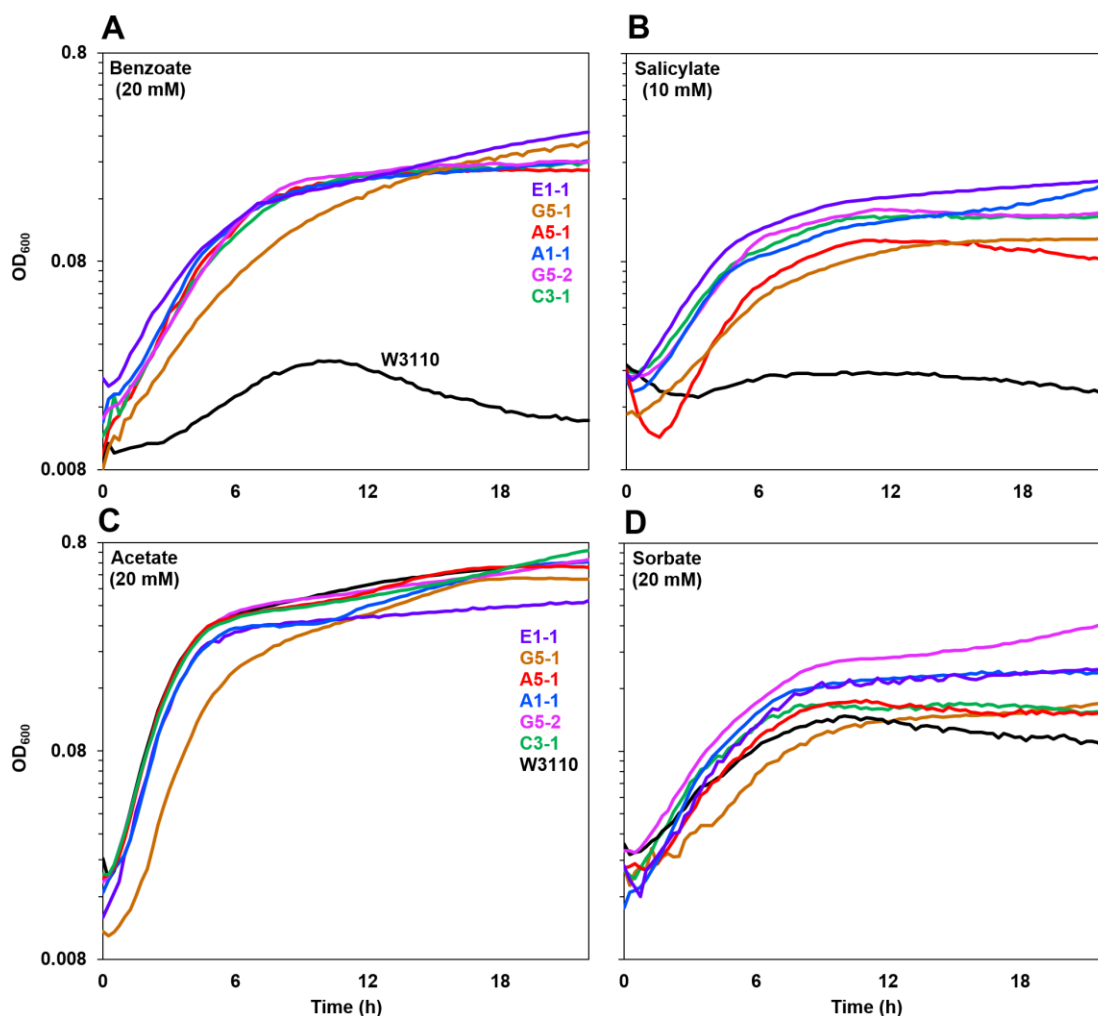 A
Benzoate
(20 mM)
0.8
0.08
0.008
OD600
E1-1
G5-1
A5-1
A1-1
G5-2
C3-1
W3110
0 6 12 18
B
Salicylate
(10 mM)
0 6 12 18
C
Acetate
(20 mM)
0.8
0.08
0.008
OD600
E1-1
G5-1
A5-1
A1-1
G5-2
C3-1
W3110
0 6 12 18
Time (h)
D
Sorbate
(20 mM)
0 6 12 18
Time (h)